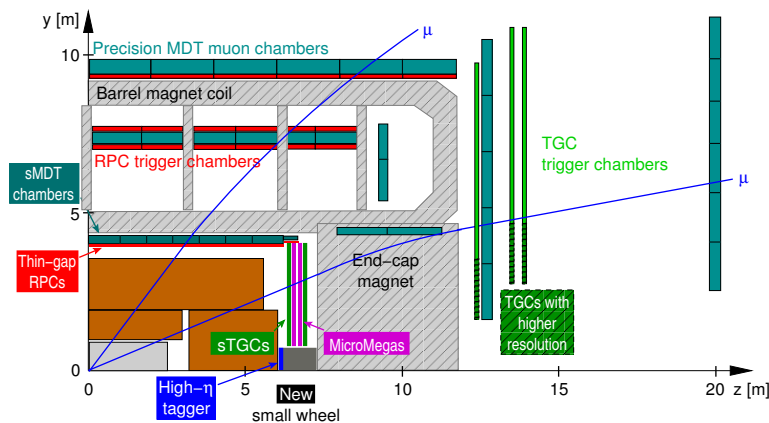 y [m]
μ
Precision MDT muon chambers
10
Barrel magnet coil
TGC
trigger chambers
RPC trigger chambers
sMDT
chambers
μ
5
Thin−gap
RPCs
End−cap
magnet
TGCs with
higher
resolution
sTGCs
MicroMegas
0
0
5
10
15
20
z [m]
High−η
tagger
New
small wheel